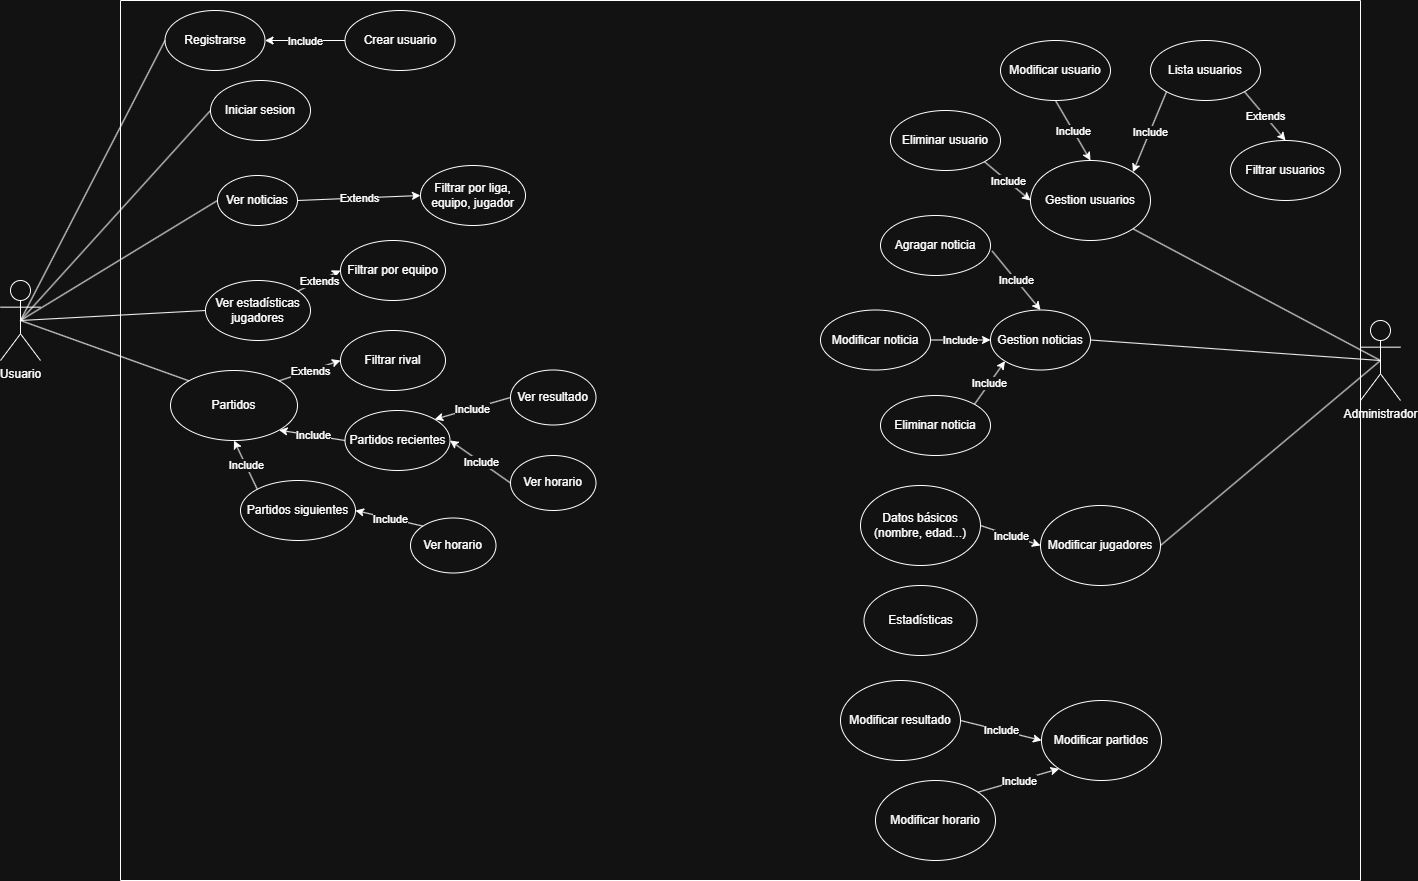 Registrarse
Include
Crear usuario
Iniciar sesion
Ver noticias
Extends
Filtrar por liga,
equipo, jugador
Ver estadísticas
jugadores
Extends
Filtrar por equipo
Usuario
Partidos
Extends
Filtrar rival
Include
Partidos recientes
Include
Ver resultado
Include
Ver horario
Include
Partidos siguientes
Include
Ver horario
Modificar usuario
Lista usuarios
Include
Include
Extends
Eliminar usuario
Include
Filtrar usuarios
Gestion usuarios
Agragar noticia
Include
Modificar noticia
Include
Gestion noticias
Include
Eliminar noticia
Administrador
Datos básicos
(nombre, edad...)
Include
Modificar jugadores
Estadísticas
Modificar resultado
Include
Modificar partidos
Include
Modificar horario